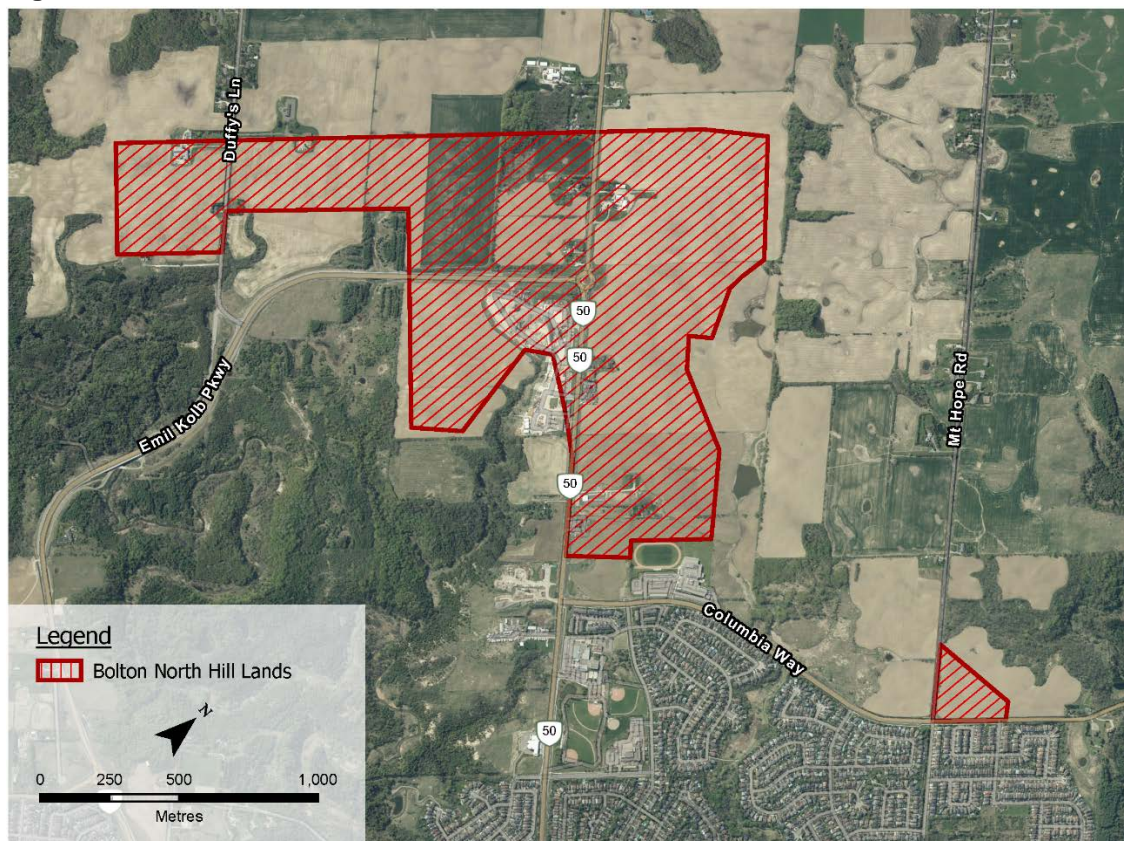 Duffy's Ln
50
50
Emil Kolb Pkwy
Mt Hope Rd
50
Columbia Way
Legend
Bolton North Hill Lands
N
50
0 250 500 1,000
Metres